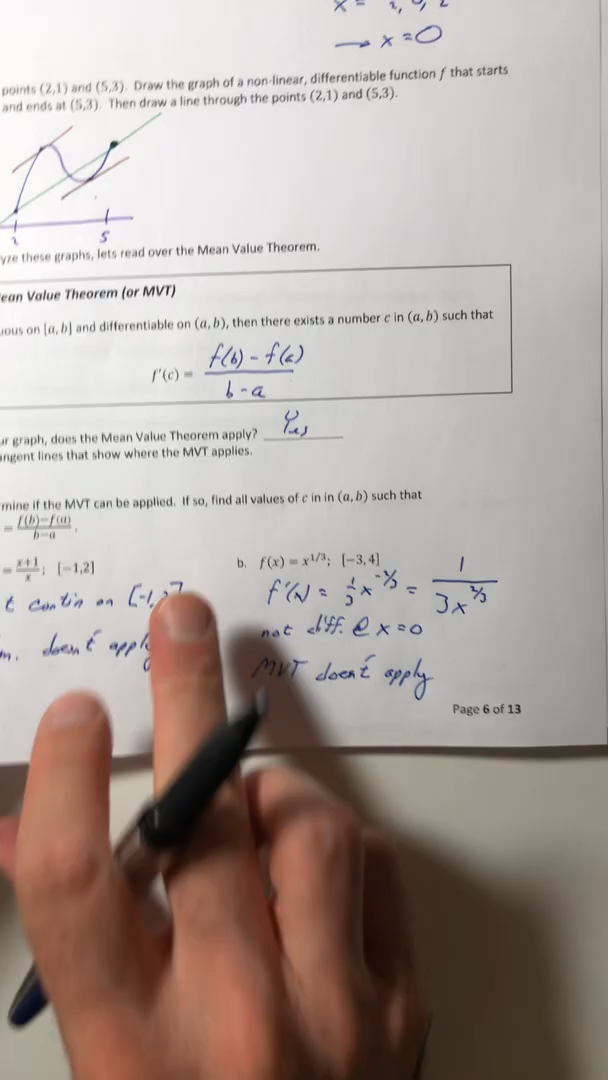 x = 2, 0, 2
→ x = 0
points (2,1) and (5,3). Draw the graph of a non-linear, differentiable function f that starts
and ends at (5,3). Then draw a line through the points (2,1) and (5,3).
2 5
yze these graphs, lets read over the Mean Value Theorem.
ean Value Theorem (or MVT)
uous on [a, b] and differentiable on (a, b), then there exists a number c in (a, b) such that
f'(c) = f(b) - f(a) / b - a
ur graph, does the Mean Value Theorem apply? Yes
angent lines that show where the MVT applies.
rmine if the MVT can be applied. If so, find all values of c in in (a, b) such that
= f(b)-f(a) / b-a .
= x+1 / x ; [-1,2]
b. f(x) = x^1/3; [-3,4]
t contin on [-1,
f'(x) = 1/3 x^-2/3 = 1 / 3x^2/3
not diff. @ x=0
m. doesn't apply
MVT doesn't apply
Page 6 of 13